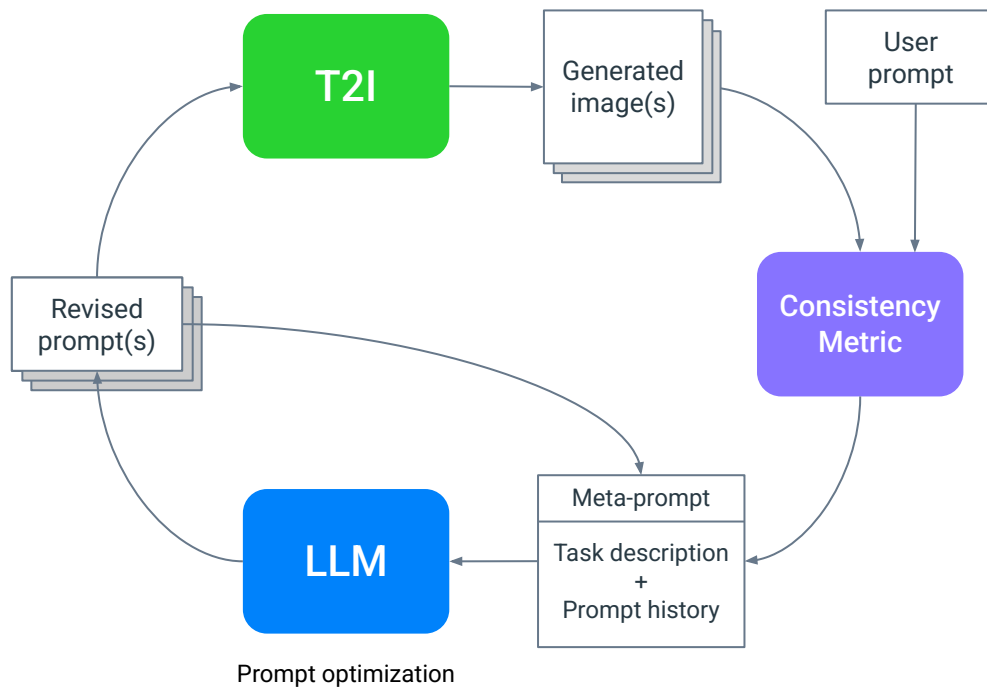 T2I
Generated
image(s)
User
prompt
Revised
prompt(s)
Consistency
Metric
LLM
Meta-prompt
Task description
+
Prompt history
Prompt optimization